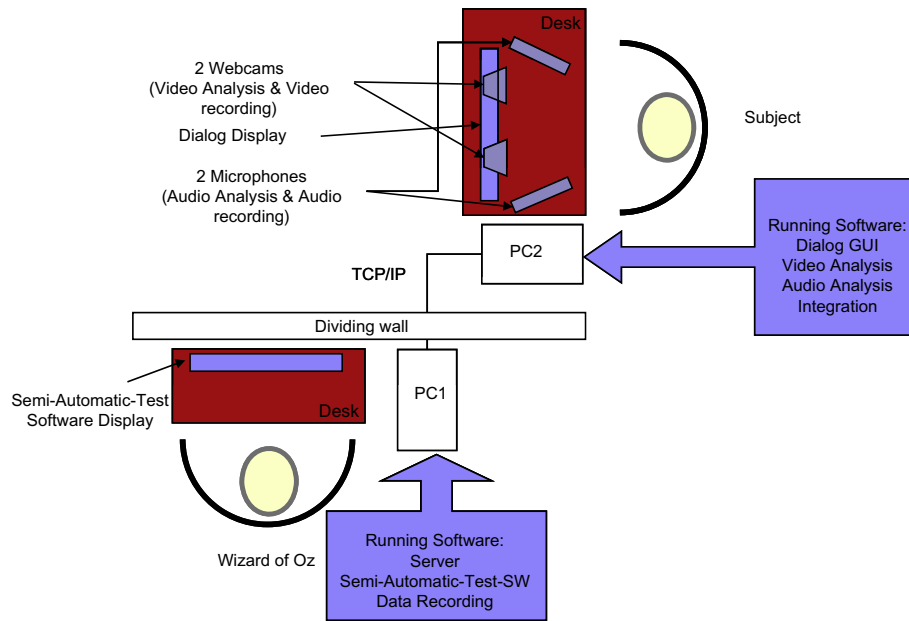 Desk
2 Webcams
(Video Analysis & Video
recording)
Dialog Display
2 Microphones
(Audio Analysis & Audio
recording)
Subject
Running Software:
Dialog GUI
Video Analysis
Audio Analysis
Integration
PC2
TCP/IP
Dividing wall
PC1
Semi-Automatic-Test
Software Display
Desk
Wizard of Oz
Running Software:
Server
Semi-Automatic-Test-SW
Data Recording